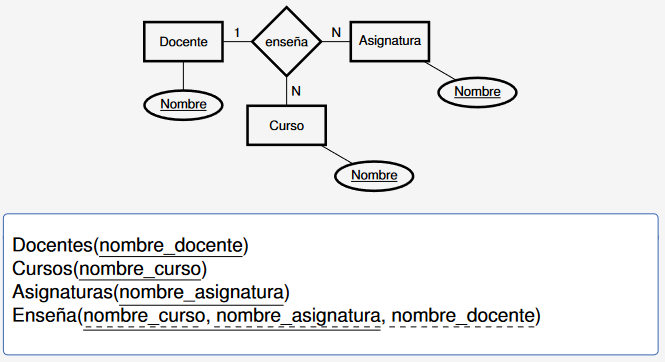 Docente 1 enseña N Asignatura
Nombre
N
Nombre
Curso
Nombre
Docentes(nombre_docente)
Cursos(nombre_curso)
Asignaturas(nombre_asignatura)
Enseña(nombre_curso, nombre_asignatura, nombre_docente)